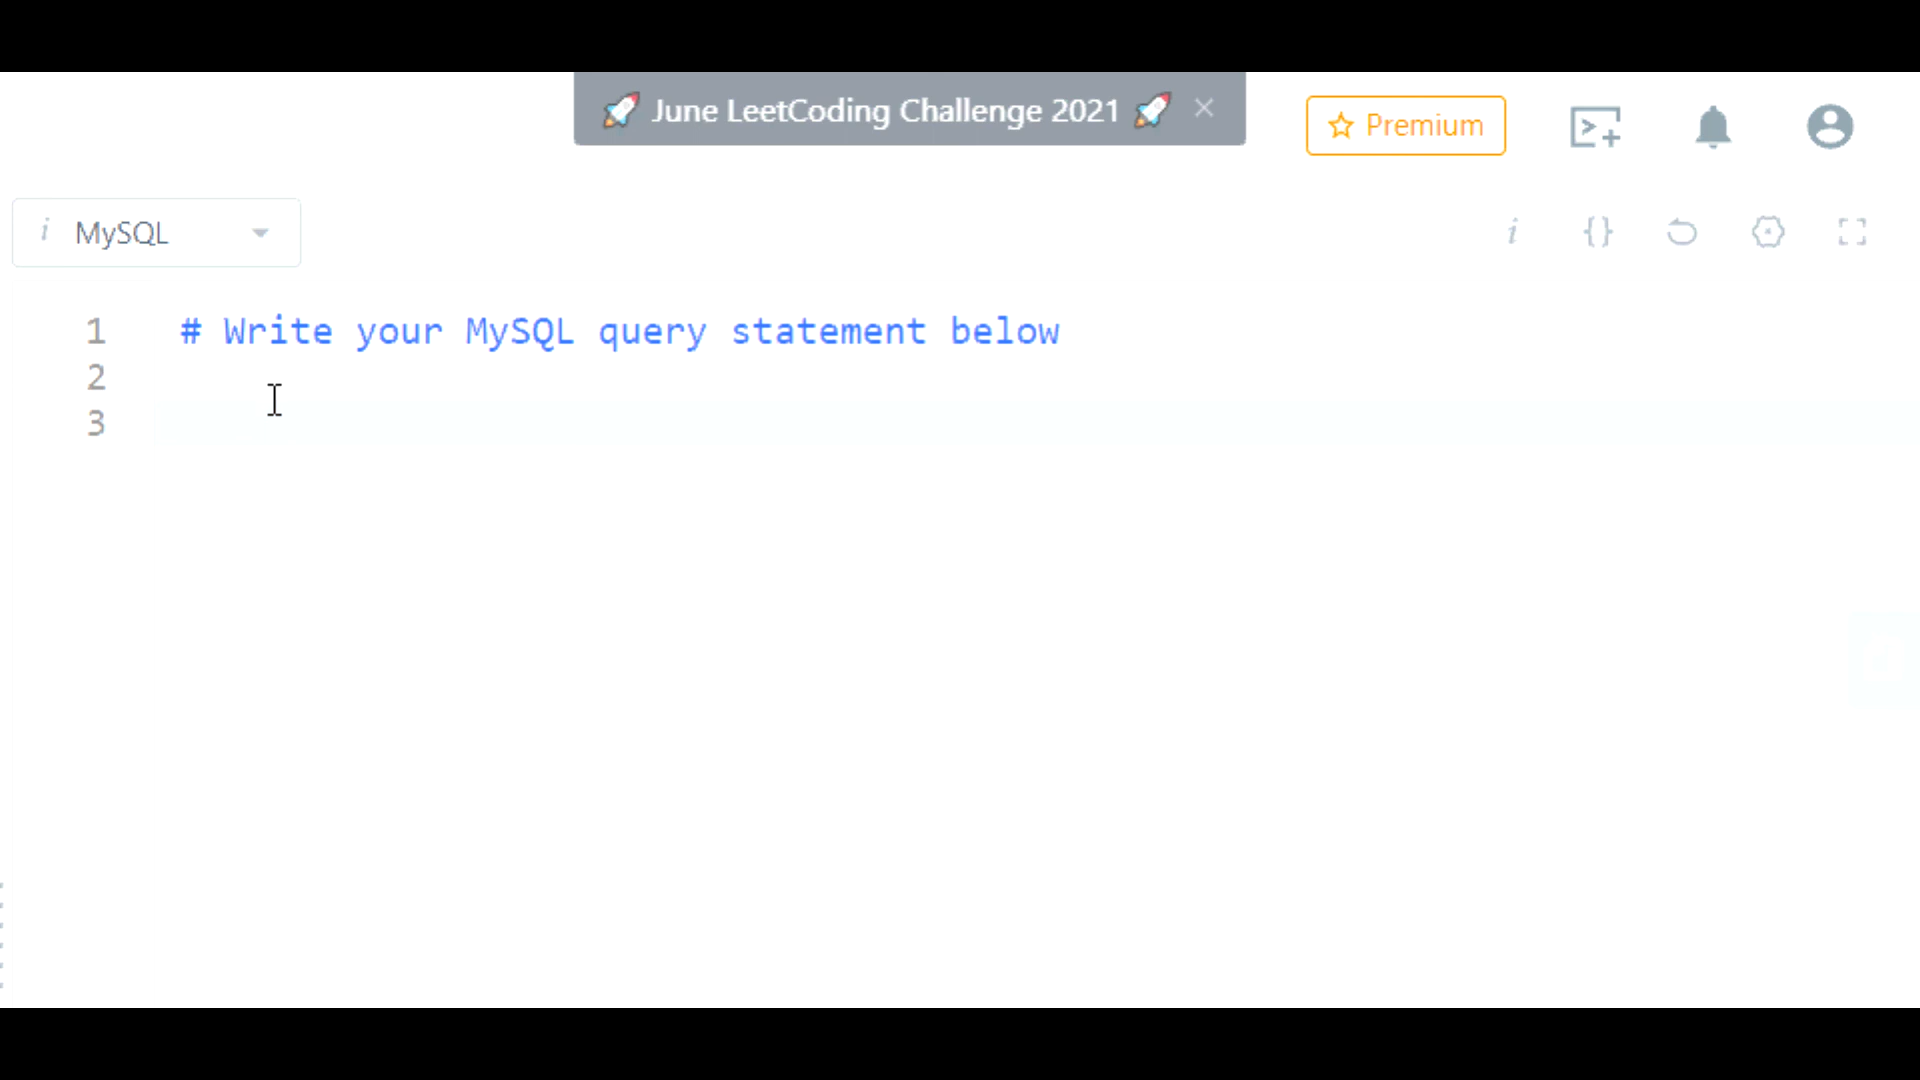 🚀 June LeetCoding Challenge 2021 🚀 ×
Premium
i MySQL
i {}
1 # Write your MySQL query statement below
2
3